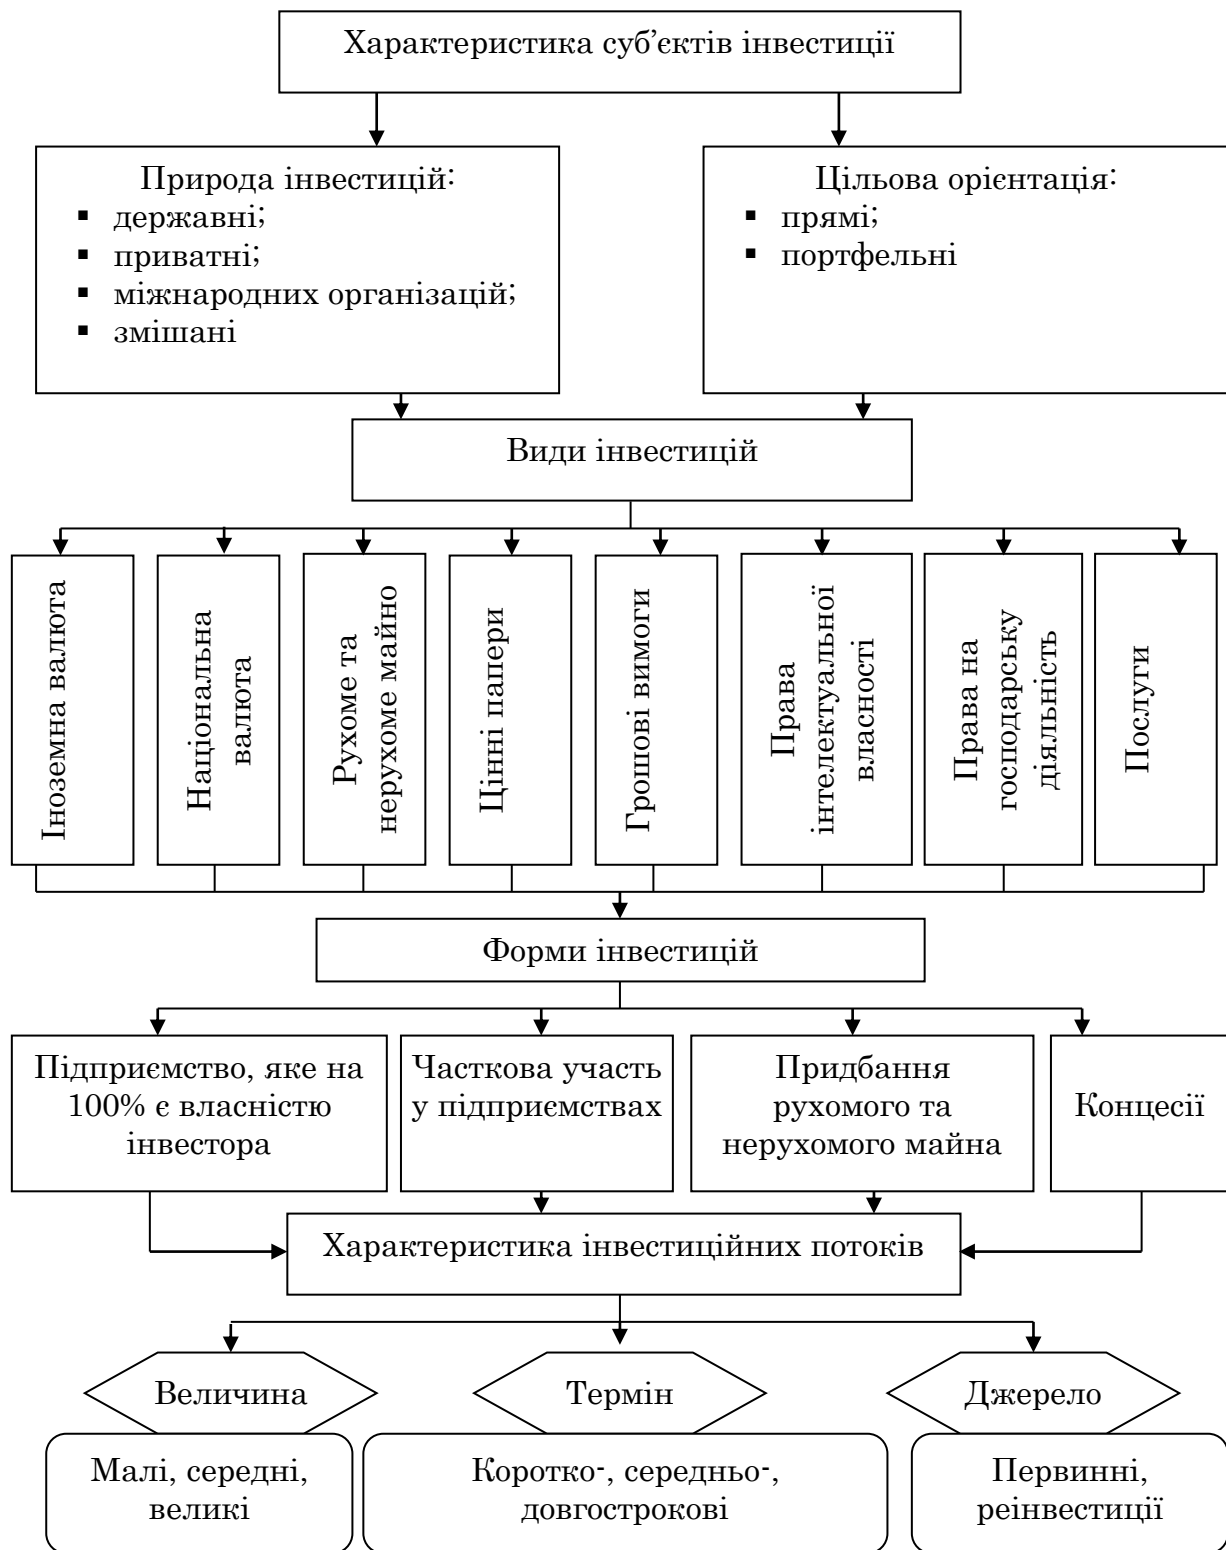 Характеристика суб’єктів інвестиції
Природа інвестицій:
▪ державні;
▪ приватні;
▪ міжнародних організацій;
▪ змішані
Цільова орієнтація:
▪ прямі;
▪ портфельні
Види інвестицій
Іноземна валюта
Національна
валюта
Рухоме та
нерухоме майно
Цінні папери
Грошові вимоги
Права
інтелектуальної
власності
Права на
господарську
діяльність
Послуги
Форми інвестицій
Підприємство, яке на
100% є власністю
інвестора
Часткова участь
у підприємствах
Придбання
рухомого та
нерухомого майна
Концесії
Характеристика інвестиційних потоків
Величина
Термін
Джерело
Малі, середні,
великі
Коротко-, середньо-,
довгострокові
Первинні,
реінвестиції